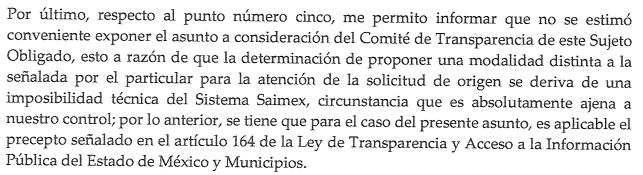 Por último, respecto al punto número cinco, me permito informar que no se estimó
conveniente exponer el asunto a consideración del Comité de Transparencia de este Sujeto
Obligado, esto a razón de que la determinación de proponer una modalidad distinta a la
señalada por el particular para la atención de la solicitud de origen se deriva de una
imposibilidad técnica del Sistema Saimex, circunstancia que es absolutamente ajena a
nuestro control; por lo anterior, se tiene que para el caso del presente asunto, es aplicable el
precepto señalado en el artículo 164 de la Ley de Transparencia y Acceso a la Información
Pública del Estado de México y Municipios.